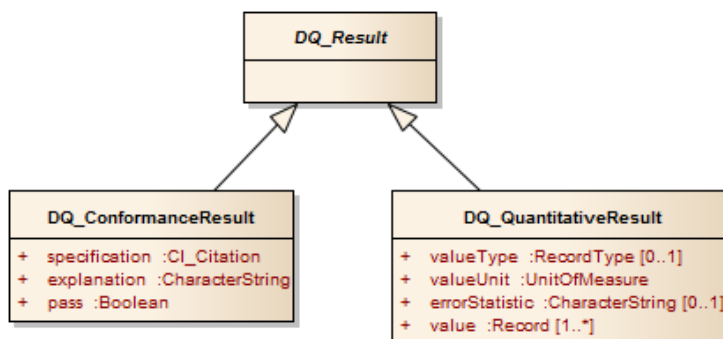 DQ_Result
DQ_ConformanceResult
+ specification :CI_Citation
+ explanation :CharacterString
+ pass :Boolean
DQ_QuantitativeResult
+ valueType :RecordType [0..1]
+ valueUnit :UnitOfMeasure
+ errorStatistic :CharacterString [0..1]
+ value :Record [1..*]